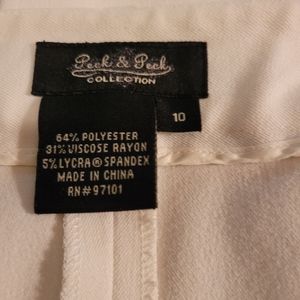 Peck & Peck
COLLECTION
10
64% POLYESTER
31% VISCOSE RAYON
5% LYCRA® SPANDEX
MADE IN CHINA
RN#97101